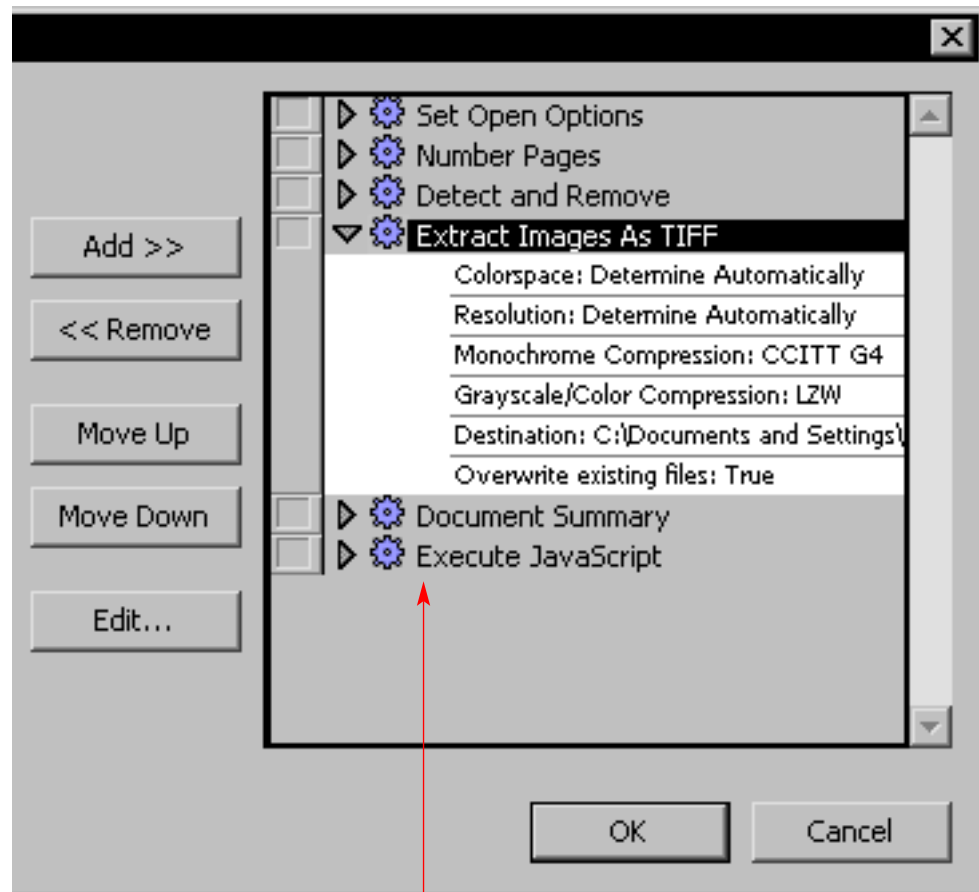 Set Open Options
Number Pages
Detect and Remove
Extract Images As TIFF
Colorspace: Determine Automatically
Resolution: Determine Automatically
Monochrome Compression: CCITT G4
Grayscale/Color Compression: LZW
Destination: C:\Documents and Settings\
Overwrite existing files: True
Document Summary
Execute JavaScript
Add >>
<< Remove
Move Up
Move Down
Edit...
OK
Cancel